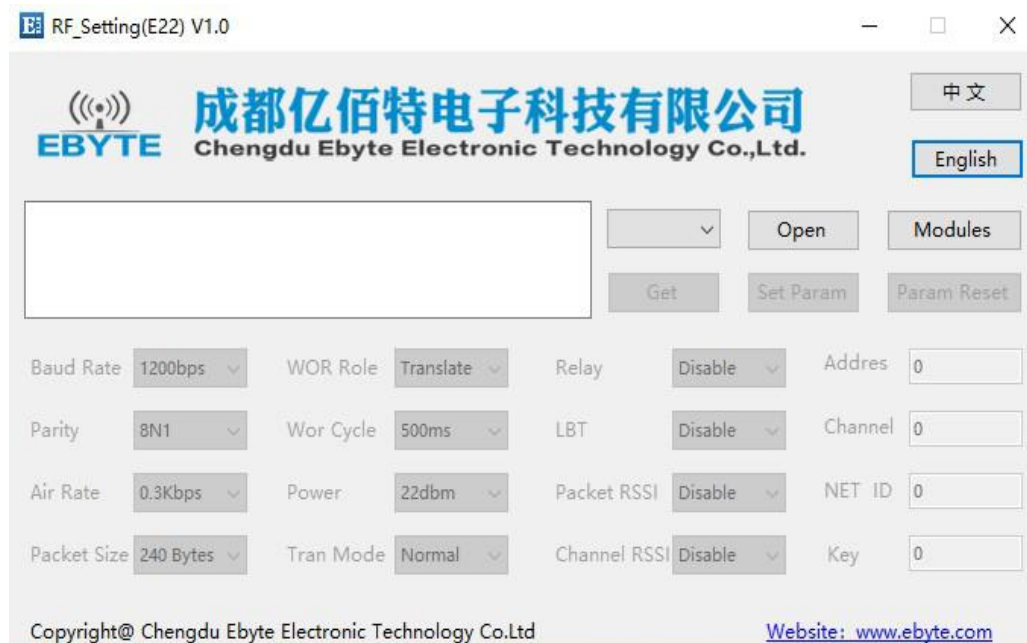 RF_Setting(E22) V1.0
中文
EBYTE
成都亿佰特电子科技有限公司
Chengdu Ebyte Electronic Technology Co.,Ltd.
English
Open Modules
Get Set Param Param Reset
Baud Rate 1200bps WOR Role Translate Relay Disable Addres 0
Parity 8N1 Wor Cycle 500ms LBT Disable Channel 0
Air Rate 0.3Kbps Power 22dbm Packet RSSI Disable NET ID 0
Packet Size 240 Bytes Tran Mode Normal Channel RSSI Disable Key 0
Copyright@ Chengdu Ebyte Electronic Technology Co.Ltd Website: www.ebyte.com